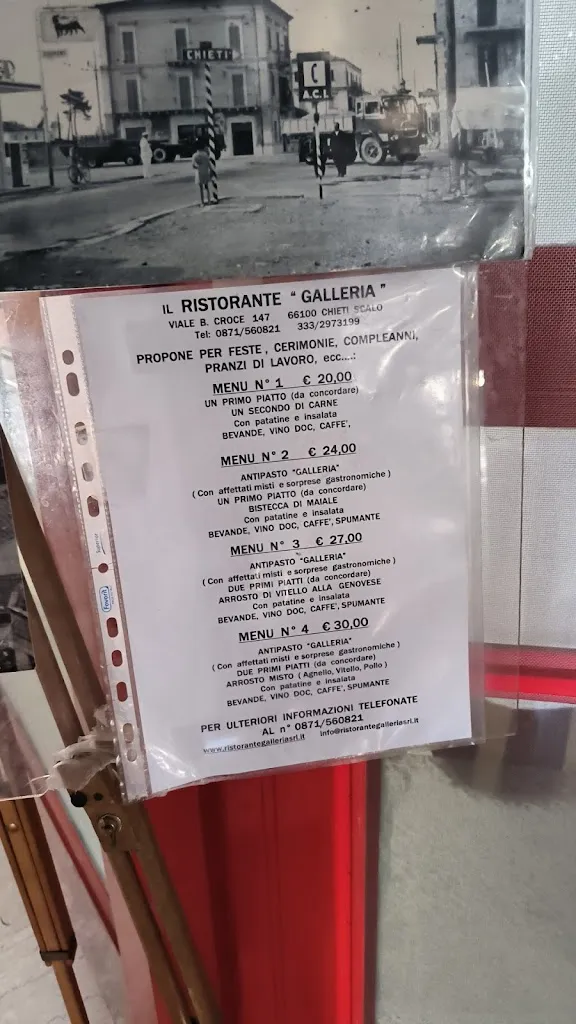 CHIETI
C
A.C.I.
IL RISTORANTE " GALLERIA "
VIALE B. CROCE 147 66100 CHIETI SCALO
Tel: 0871/560821 333/2973199
PROPONE PER FESTE , CERIMONIE, COMPLEANNI,
PRANZI DI LAVORO, ecc....:
MENU N° 1 € 20,00
UN PRIMO PIATTO (da concordare)
UN SECONDO DI CARNE
Con patatine e insalata
BEVANDE, VINO DOC, CAFFE',
MENU N° 2 € 24,00
ANTIPASTO "GALLERIA"
( Con affettati misti e sorprese gastronomiche )
UN PRIMO PIATTO (da concordare)
BISTECCA DI MAIALE
Con patatine e insalata
BEVANDE, VINO DOC, CAFFE', SPUMANTE
MENU N° 3 € 27,00
ANTIPASTO "GALLERIA"
( Con affettati misti e sorprese gastronomiche )
DUE PRIMI PIATTI (da concordare)
ARROSTO DI VITELLO ALLA GENOVESE
Con patatine e insalata
BEVANDE, VINO DOC, CAFFE', SPUMANTE
MENU N° 4 € 30,00
ANTIPASTO "GALLERIA"
( Con affettati misti e sorprese gastronomiche )
DUE PRIMI PIATTI (da concordare)
ARROSTO MISTO ( Agnello, Vitello, Pollo )
Con patatine e insalata
BEVANDE, VINO DOC, CAFFE', SPUMANTE
PER ULTERIORI INFORMAZIONI TELEFONATE
AL n° 0871/560821
www.ristorantegalleriasrl.it info@ristorantegalleriasrl.it
Favorit